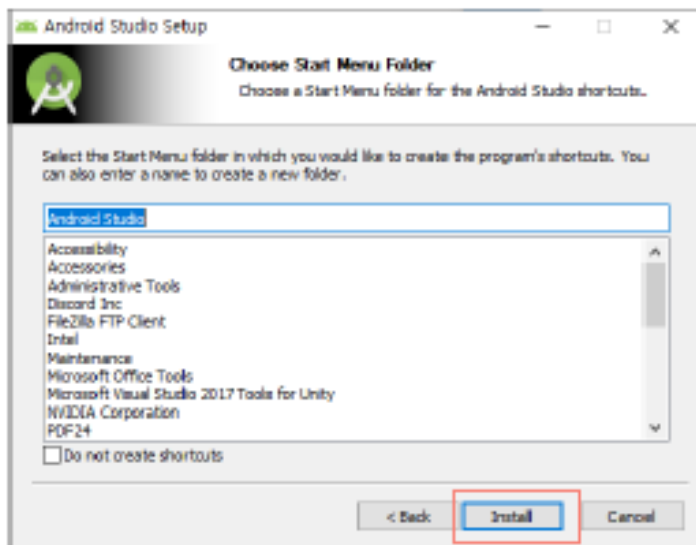 Android Studio Setup
Choose Start Menu Folder
Choose a Start Menu folder for the Android Studio shortcuts.
Select the Start Menu folder in which you would like to create the program's shortcuts. You
can also enter a name to create a new folder.
Android Studio
Accessibility
Accessories
Administrative Tools
Discord Inc
FileZilla FTP Client
Intel
Maintenance
Microsoft Office Tools
Microsoft Visual Studio 2017 Tools for Unity
NVIDIA Corporation
PDF24
Do not create shortcuts
< Back
Install
Cancel